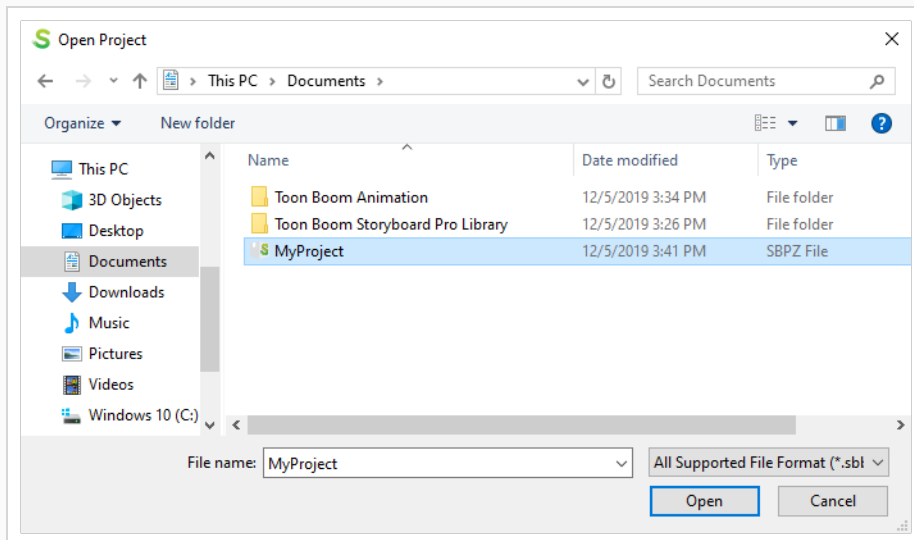 Open Project
This PC > Documents >
Search Documents
Organize
New folder
Name
Date modified
Type
This PC
3D Objects
Desktop
Documents
Downloads
Music
Pictures
Videos
Windows 10 (C:)
Toon Boom Animation 12/5/2019 3:34 PM File folder
Toon Boom Storyboard Pro Library 12/5/2019 3:26 PM File folder
MyProject 12/5/2019 3:41 PM SBPZ File
File name: MyProject
All Supported File Format (*.sbl
Open
Cancel